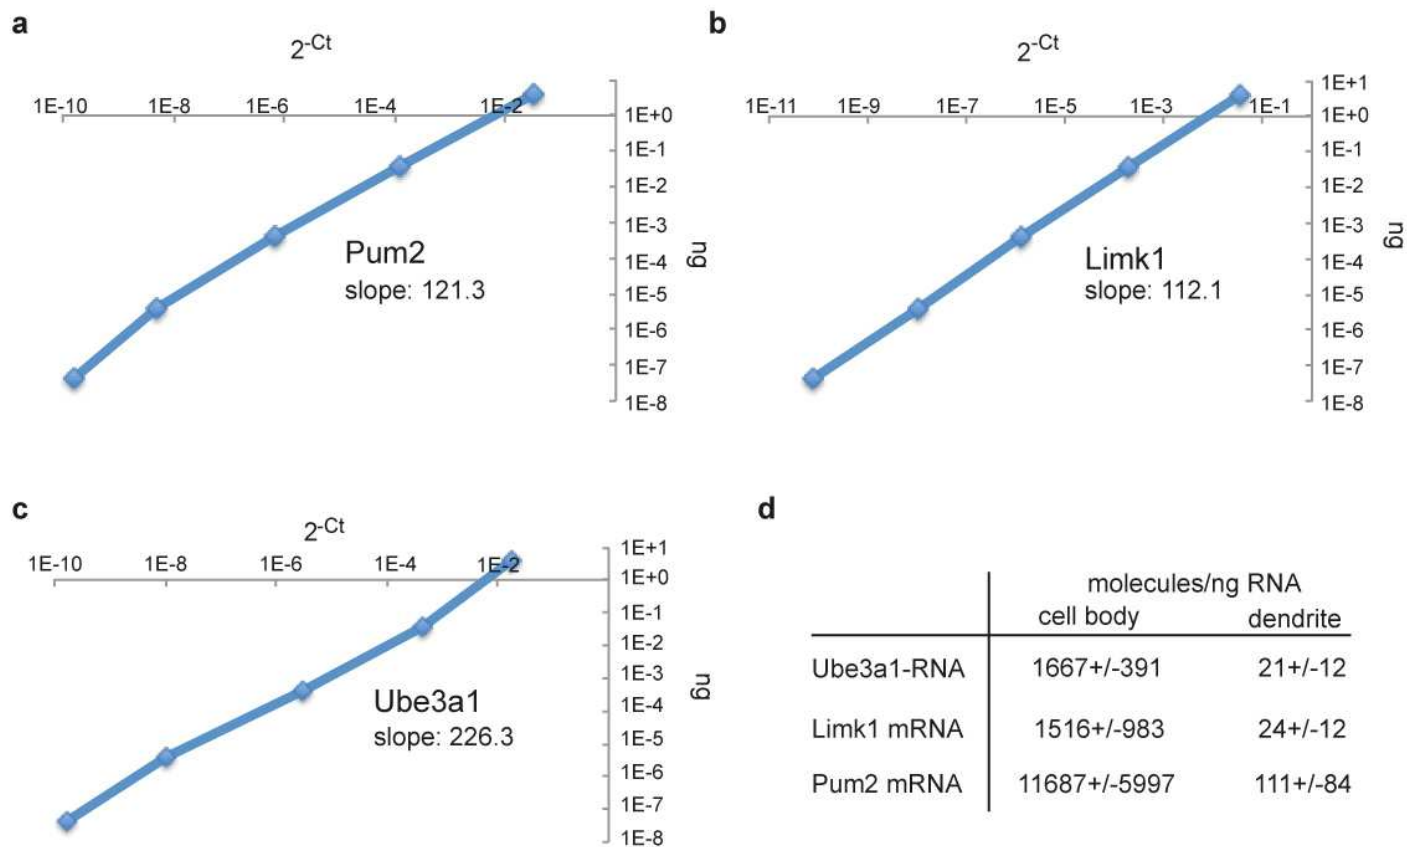 a
2-Ct
1E-10 1E-8 1E-6 1E-4 1E-2
1E+0
1E-1
1E-2
1E-3
1E-4
1E-5
1E-6
1E-7
1E-8
ng
Pum2
slope: 121.3
b
2-Ct
1E-11 1E-9 1E-7 1E-5 1E-3 1E-1
1E+1
1E+0
1E-1
1E-2
1E-3
1E-4
1E-5
1E-6
1E-7
1E-8
ng
Limk1
slope: 112.1
c
2-Ct
1E-10 1E-8 1E-6 1E-4 1E-2
1E+1
1E+0
1E-1
1E-2
1E-3
1E-4
1E-5
1E-6
1E-7
1E-8
ng
Ube3a1
slope: 226.3
d
molecules/ng RNA
cell body dendrite
Ube3a1-RNA 1667+/-391 21+/-12
Limk1 mRNA 1516+/-983 24+/-12
Pum2 mRNA 11687+/-5997 111+/-84